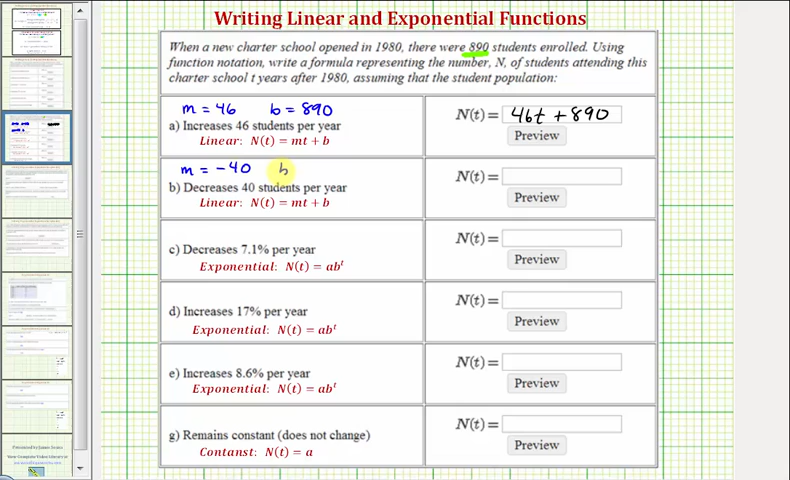 Writing Linear and Exponential Functions
When a new charter school opened in 1980, there were 890 students enrolled. Using
function notation, write a formula representing the number, N, of students attending this
charter school t years after 1980, assuming that the student population:
m = 46 b = 890
a) Increases 46 students per year
Linear: N(t) = mt + b
N(t) = 46t + 890
Preview
m = -40 b
b) Decreases 40 students per year
Linear: N(t) = mt + b
N(t) =
Preview
c) Decreases 7.1% per year
Exponential: N(t) = abᵗ
N(t) =
Preview
d) Increases 17% per year
Exponential: N(t) = abᵗ
N(t) =
Preview
e) Increases 8.6% per year
Exponential: N(t) = abᵗ
N(t) =
Preview
g) Remains constant (does not change)
Contanst: N(t) = a
N(t) =
Preview